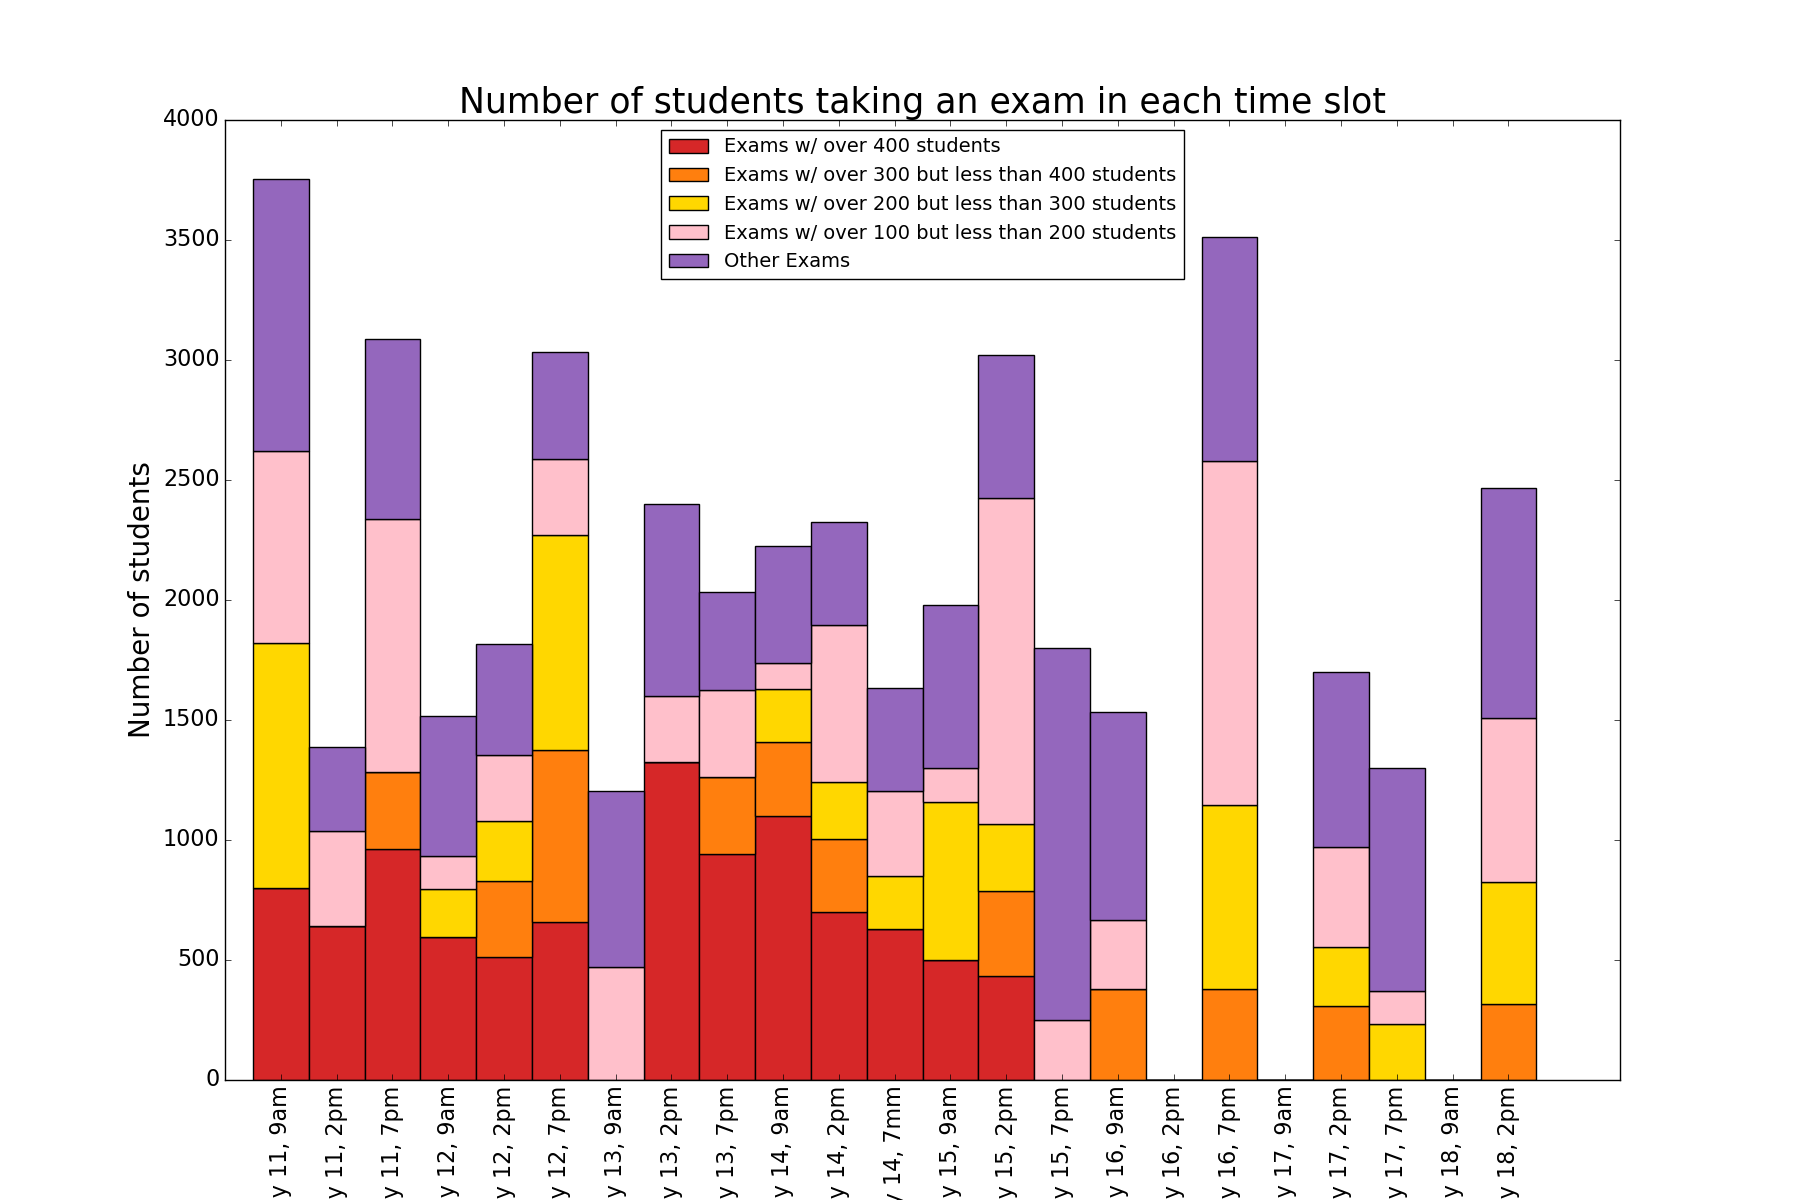 Number of students taking an exam in each time slot
Exams w/ over 400 students
Exams w/ over 300 but less than 400 students
Exams w/ over 200 but less than 300 students
Exams w/ over 100 but less than 200 students
Other Exams
Number of students
4000
3500
3000
2500
2000
1500
1000
500
0
y 11, 9am
y 11, 2pm
y 11, 7pm
y 12, 9am
y 12, 2pm
y 12, 7pm
y 13, 9am
y 13, 2pm
y 13, 7pm
y 14, 9am
y 14, 2pm
y 14, 7mm
y 15, 9am
y 15, 2pm
y 15, 7pm
y 16, 9am
y 16, 2pm
y 16, 7pm
y 17, 9am
y 17, 2pm
y 17, 7pm
y 18, 9am
y 18, 2pm